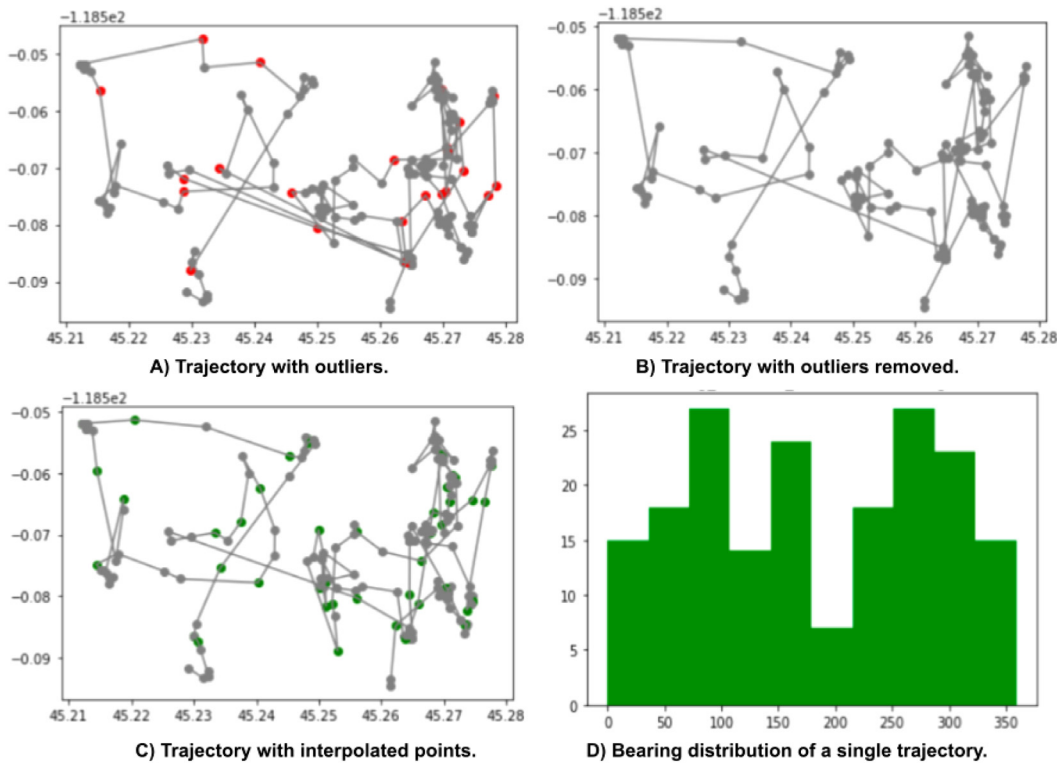 −1.185e2
−0.05
−0.06
−0.07
−0.08
−0.09
45.21 45.22 45.23 45.24 45.25 45.26 45.27 45.28
A) Trajectory with outliers.
−1.185e2
−0.05
−0.06
−0.07
−0.08
−0.09
45.21 45.22 45.23 45.24 45.25 45.26 45.27 45.28
B) Trajectory with outliers removed.
−1.185e2
−0.05
−0.06
−0.07
−0.08
−0.09
45.21 45.22 45.23 45.24 45.25 45.26 45.27 45.28
C) Trajectory with interpolated points.
25
20
15
10
5
0
0 50 100 150 200 250 300 350
D) Bearing distribution of a single trajectory.